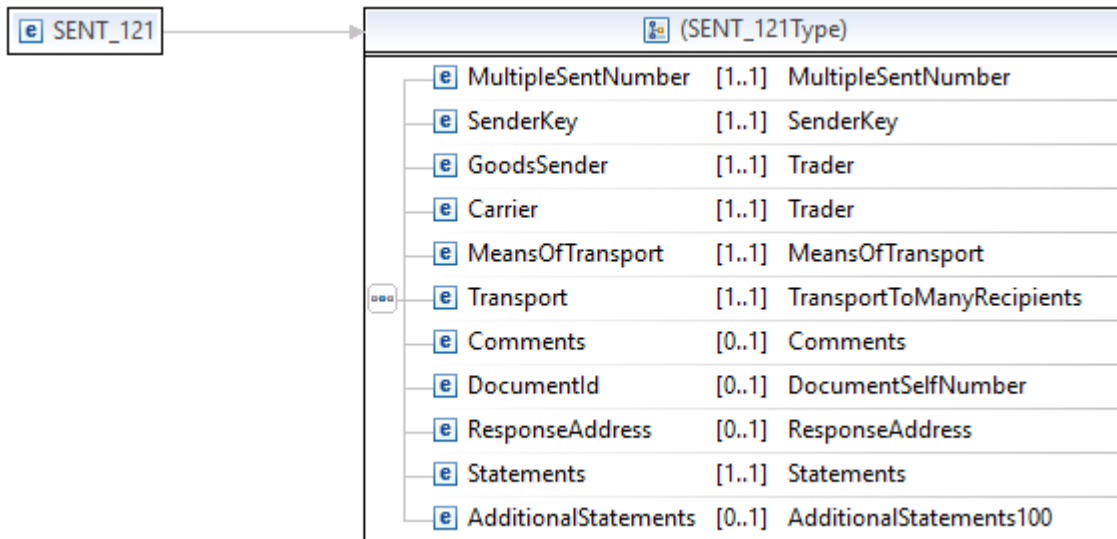 e SENT_121
(SENT_121Type)
e MultipleSentNumber [1..1] MultipleSentNumber
e SenderKey [1..1] SenderKey
e GoodsSender [1..1] Trader
e Carrier [1..1] Trader
e MeansOfTransport [1..1] MeansOfTransport
e Transport [1..1] TransportToManyRecipients
e Comments [0..1] Comments
e DocumentId [0..1] DocumentSelfNumber
e ResponseAddress [0..1] ResponseAddress
e Statements [1..1] Statements
e AdditionalStatements [0..1] AdditionalStatements100